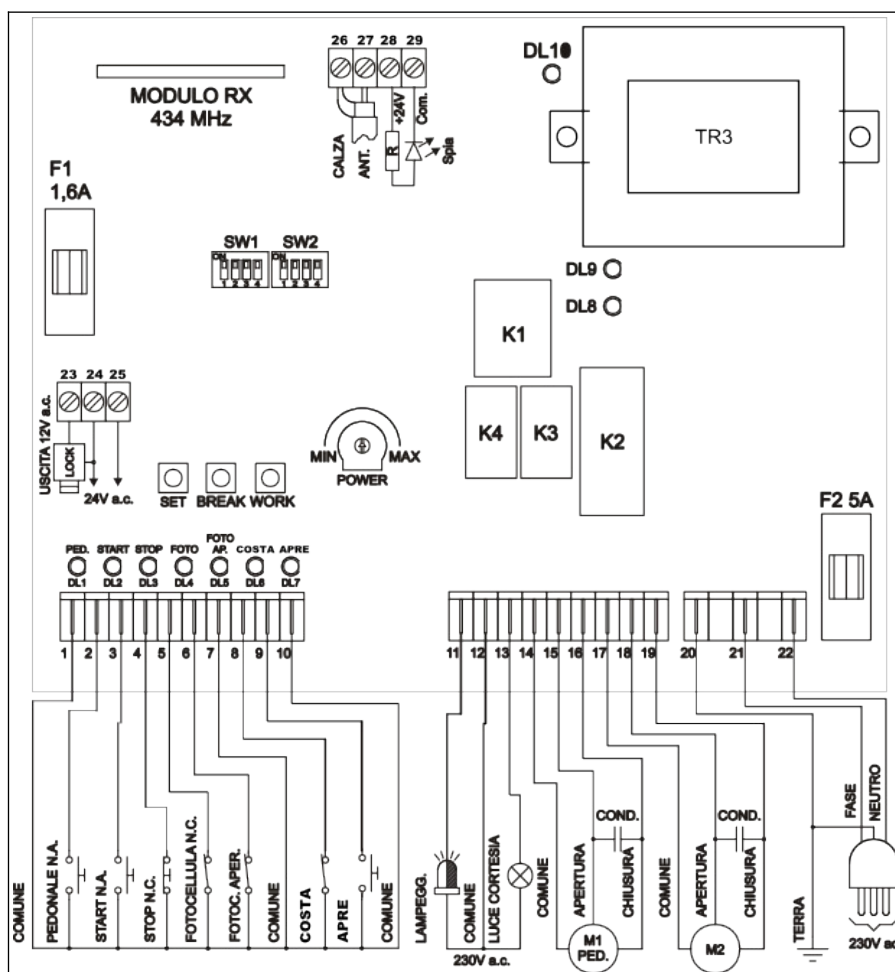 26 27 28 29
DL10
MODULO RX
434 MHz
CALZA
ANT.
+24V
Com.
R
Spia
TR3
F1
1,6A
SW1 SW2
ON
1 2 3 4
ON
1 2 3 4
DL9
DL8
K1
K4 K3 K2
23 24 25
USCITA 12V a.c.
LOCK
24V a.c.
MIN MAX
POWER
SET BREAK WORK
F2 5A
PED. START STOP FOTO FOTO AP. COSTA APRE
DL1 DL2 DL3 DL4 DL5 DL6 DL7
1 2 3 4 5 6 7 8 9 10
11 12 13 14 15 16 17 18 19
20 21 22
COMUNE
PEDONALE N.A.
START N.A.
STOP N.C.
FOTOCELLULA N.C.
FOTOC. APER.
COMUNE
COSTA
APRE
COMUNE
LAMPEGG.
COMUNE
LUCE CORTESIA
230V a.c.
COMUNE
APERTURA
COND.
CHIUSURA
M1
PED.
COMUNE
APERTURA
COND.
CHIUSURA
M2
TERRA
FASE
NEUTRO
230V ac